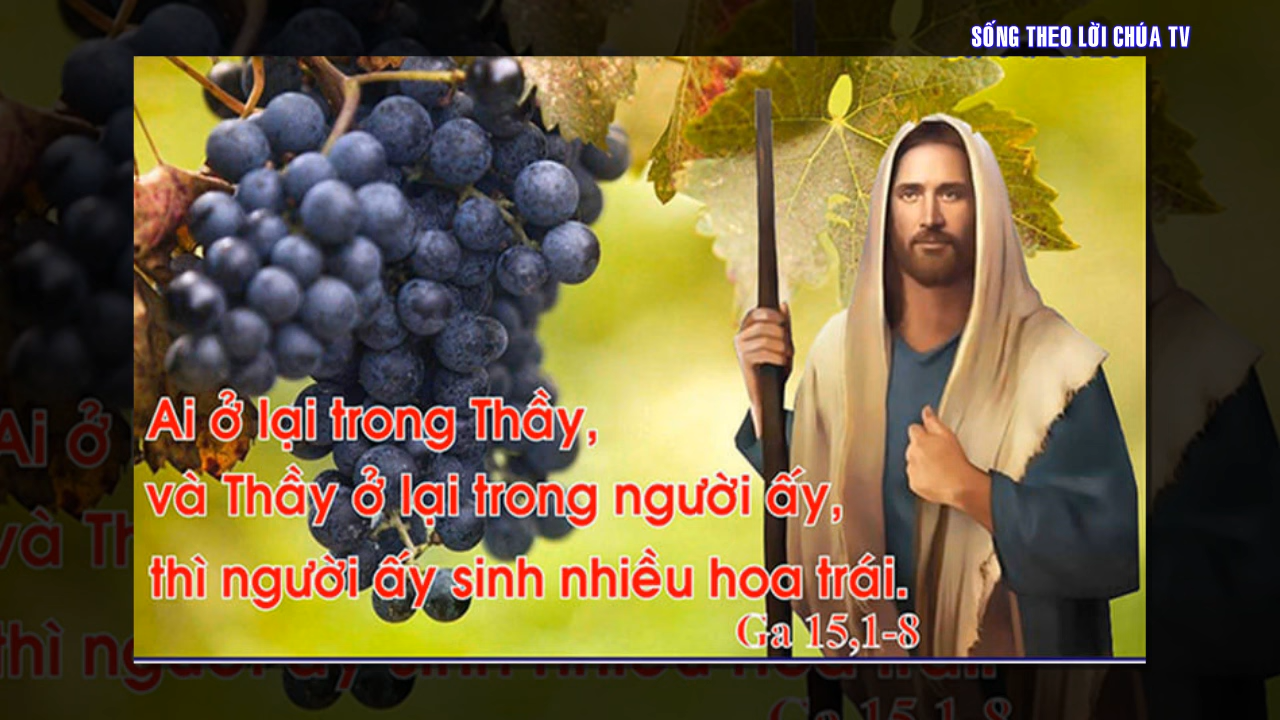 SỐNG THEO LỜI CHÚA TV
Ai ở lại trong Thầy,
và Thầy ở lại trong người ấy,
thì người ấy sinh nhiều hoa trái.
Ga 15,1-8